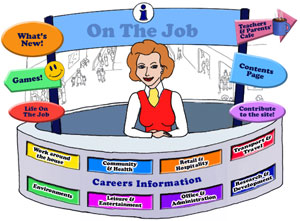 i
On The Job
What's
New!
Teachers
& Parents'
Cafe
Games!
Contents
Page
Life On
The Job
Contribute
to the site!
Work around
the house
Community
& Health
Retail &
Hospitality
Transport &
Travel
Careers Information
Environments
Leisure &
Entertainment
Office &
Administration
Research &
Development